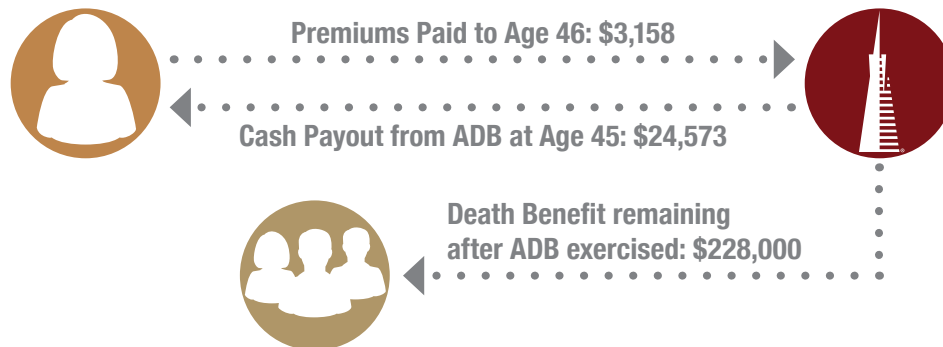 Premiums Paid to Age 46: $3,158
Cash Payout from ADB at Age 45: $24,573
Death Benefit remaining
after ADB exercised: $228,000
®